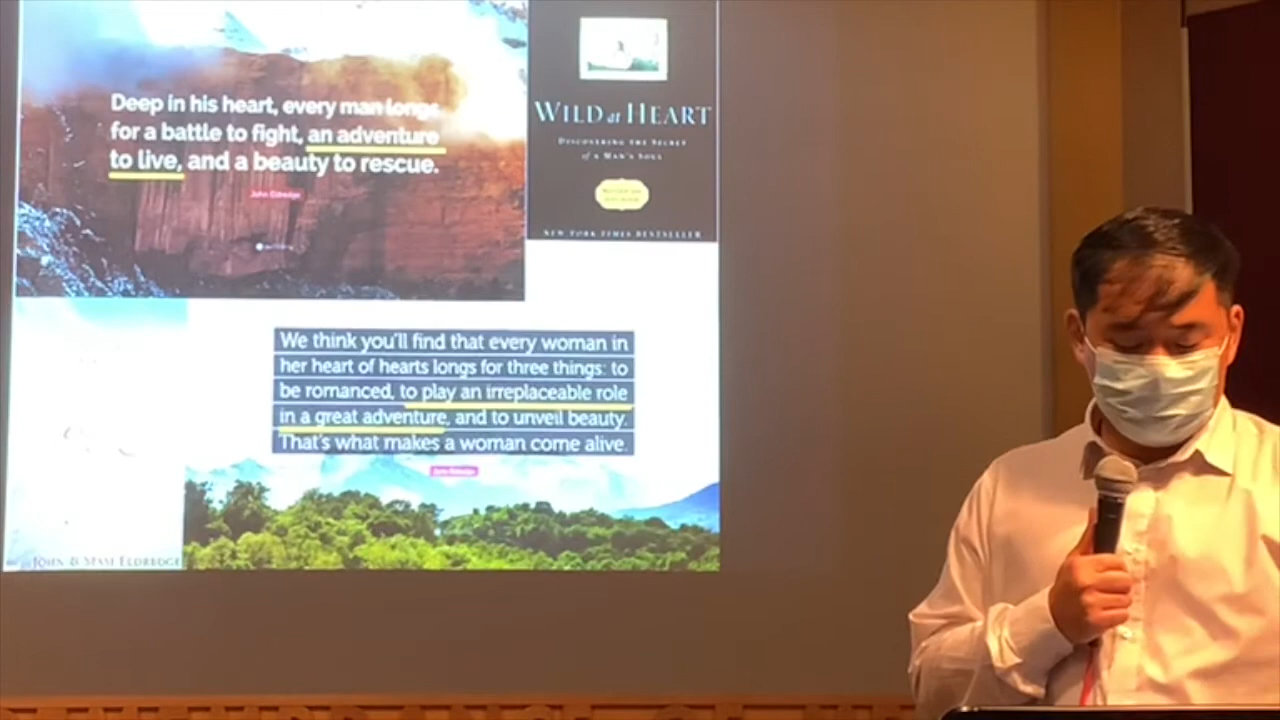 Deep in his heart, every man longs
for a battle to fight, an adventure
to live, and a beauty to rescue.
John Eldredge
WILD at HEART
DISCOVERING THE SECRET
of A MAN'S SOUL
NEW YORK TIMES BESTSELLER
We think you'll find that every woman in
her heart of hearts longs for three things: to
be romanced, to play an irreplaceable role
in a great adventure, and to unveil beauty.
That's what makes a woman come alive.
John Eldredge
JOHN & STASI ELDREDGE